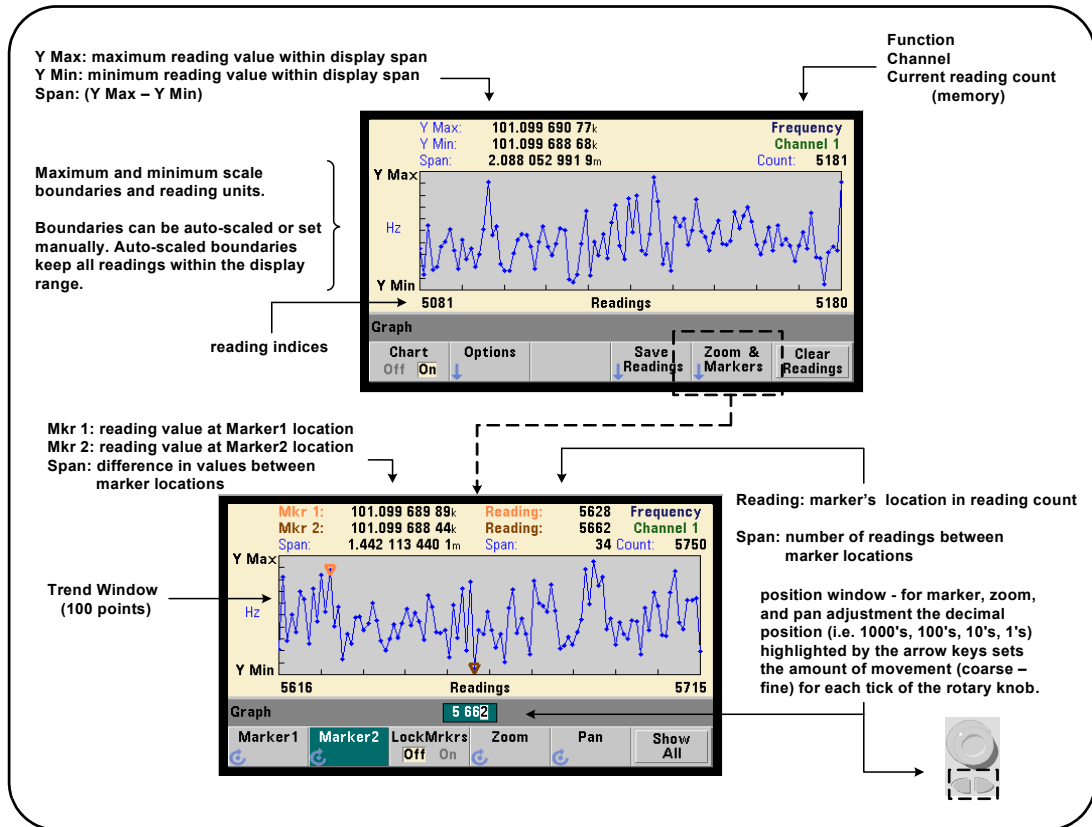 Y Max: maximum reading value within display span
Y Min: minimum reading value within display span
Span: (Y Max – Y Min)
Function
Channel
Current reading count
(memory)
Y Max: 101.099 690 77k Frequency
Y Min: 101.099 688 68k Channel 1
Span: 2.088 052 991 9m Count: 5181
Maximum and minimum scale
boundaries and reading units.
Boundaries can be auto-scaled or set
manually. Auto-scaled boundaries
keep all readings within the display
range.
Y Max
Hz
Y Min
5081 Readings 5180
reading indices
Graph
Chart
Off On
Options
Save
Readings
Zoom &
Markers
Clear
Readings
Mkr 1: reading value at Marker1 location
Mkr 2: reading value at Marker2 location
Span: difference in values between
marker locations
Mkr 1: 101.099 689 89k Reading: 5628 Frequency
Mkr 2: 101.099 688 44k Reading: 5662 Channel 1
Span: 1.442 113 440 1m Span: 34 Count: 5750
Reading: marker's location in reading count
Span: number of readings between
marker locations
Trend Window
(100 points)
Y Max
Hz
Y Min
5616 Readings 5715
position window - for marker, zoom,
and pan adjustment the decimal
position (i.e. 1000's, 100's, 10's, 1's)
highlighted by the arrow keys sets
the amount of movement (coarse –
fine) for each tick of the rotary knob.
Graph 5 662
Marker1
Marker2
LockMrkrs
Off On
Zoom
Pan
Show
All